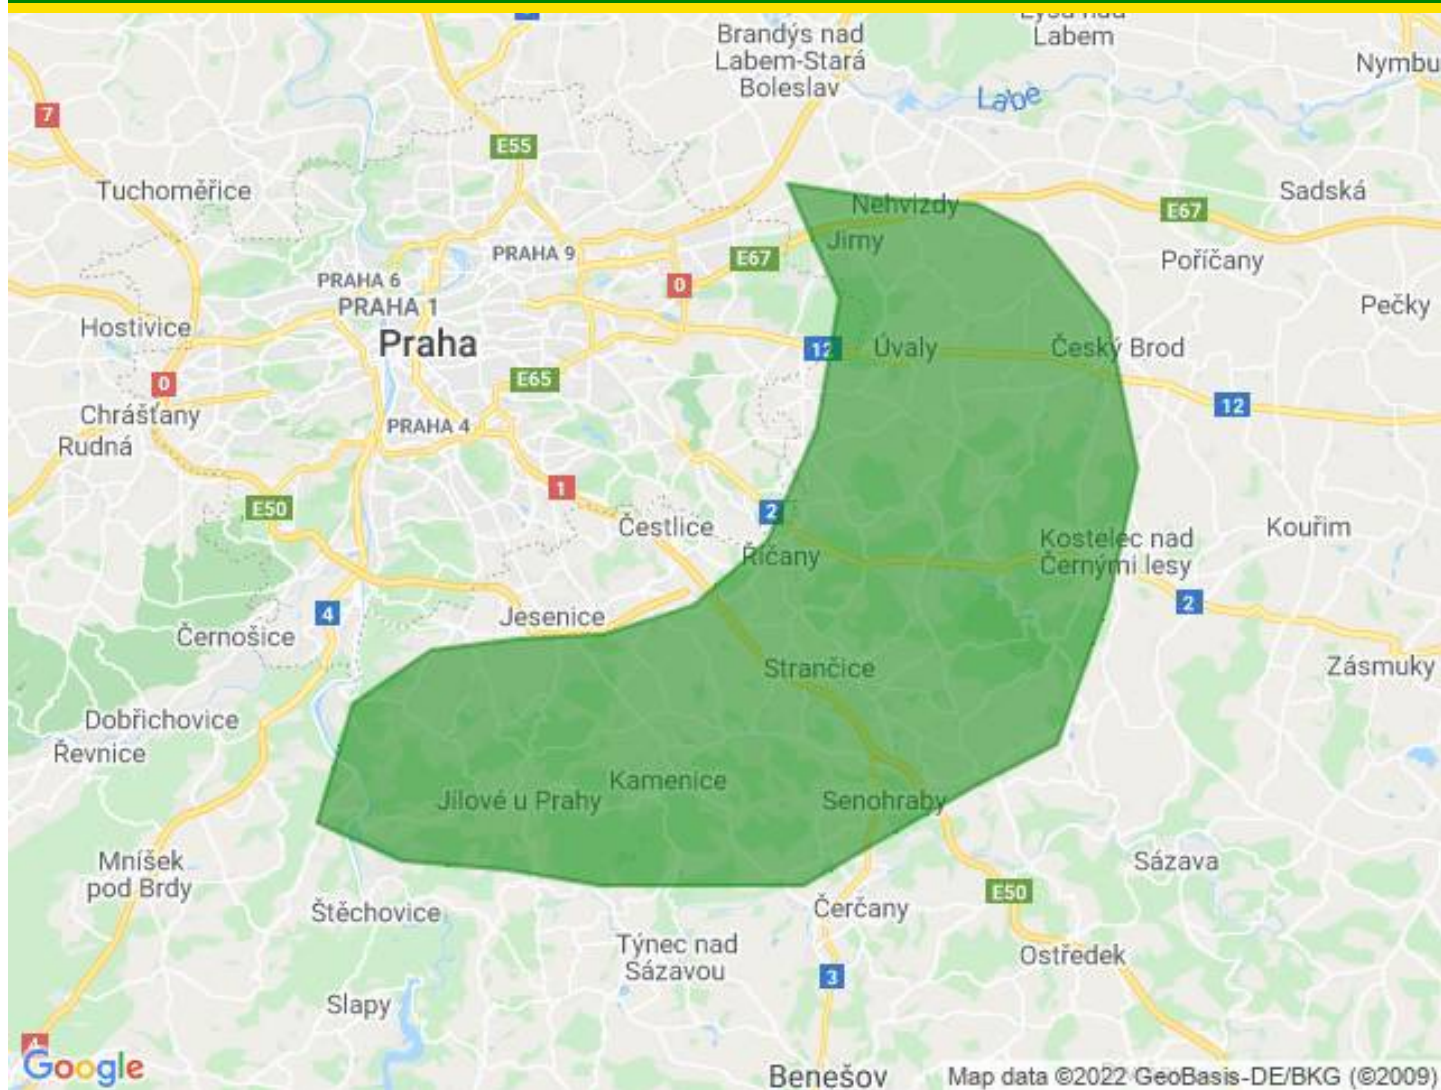 Brandýs nad
Labem-Stará
Boleslav
Labem
Nymbu
Labe
7
E55
Tuchoměřice
Sadská
Nehvizdy
E67
Jirny
PRAHA 9
E67
Poříčany
PRAHA 6
0
PRAHA 1
Pečky
Hostivice
Praha
12
Úvaly
Český Brod
0
E65
Chrášťany
12
PRAHA 4
Rudná
1
E50
2
Čestlice
Kouřim
Říčany
Kostelec nad
Černými lesy
4
Jesenice
2
Černošice
Strančice
Zásmuky
Dobřichovice
Řevnice
Kamenice
Jílové u Prahy
Senohraby
Mníšek
pod Brdy
Sázava
E50
Štěchovice
Čerčany
Týnec nad
Sázavou
Ostředek
3
Slapy
4
Google
Benešov
Map data ©2022 GeoBasis-DE/BKG (©2009)